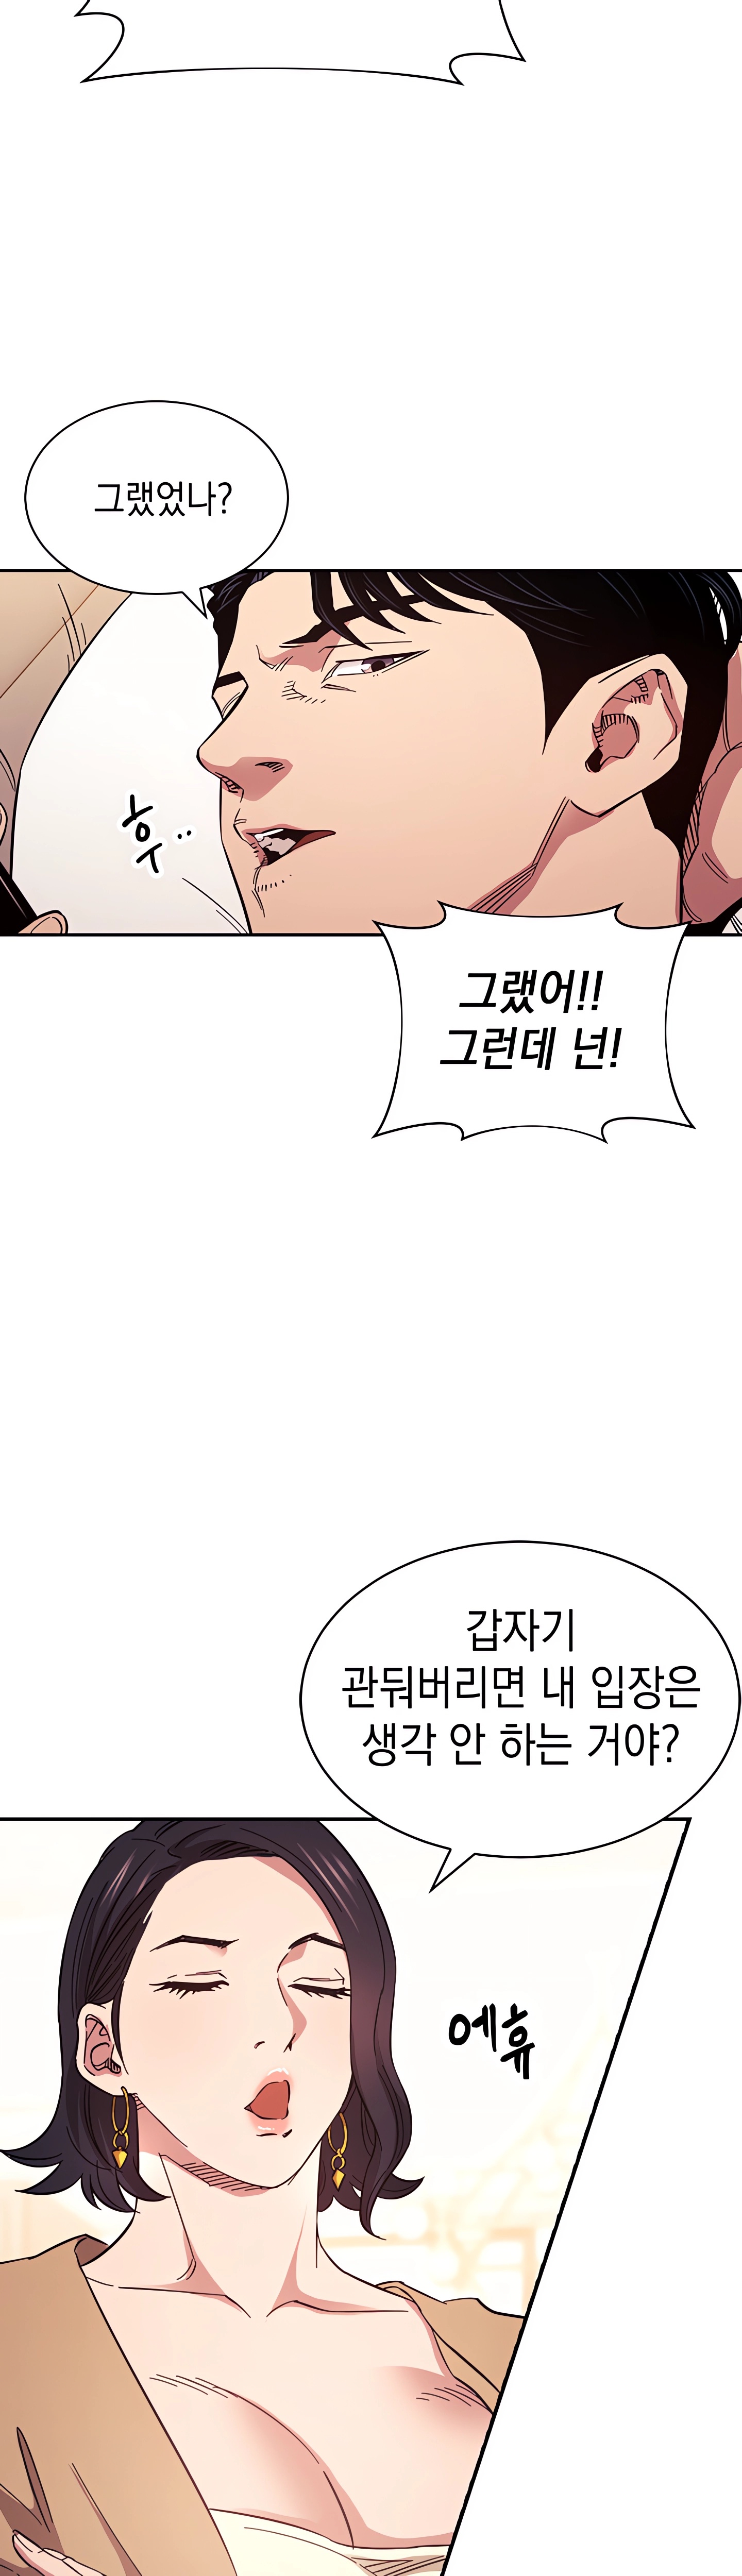 그랬었나?
후..
그랬어!!
그런데 넌!
갑자기
관둬버리면 내 입장은
생각 안 하는 거야?
에휴